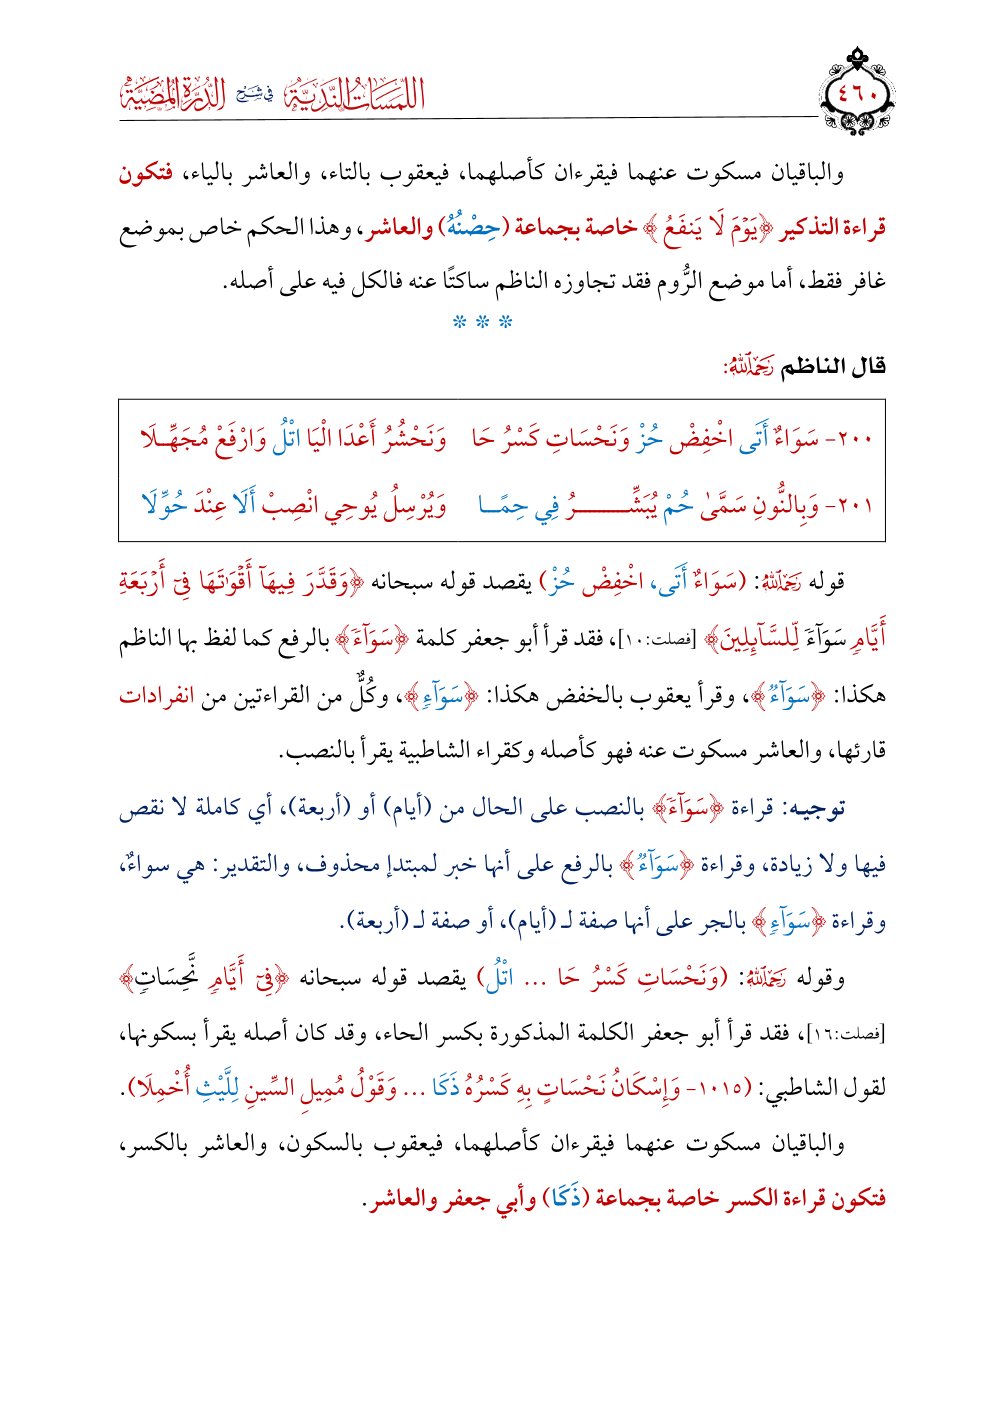 اللمسات الندية في شرح الدرة المضية
٤٦٠
والباقيان مسكوت عنهما فيقرءان كأصلهما، فيعقوب بالتاء، والعاشر بالياء، فتكون
قراءة التذكير ﴿يَوْمَ لَا يَنفَعُ﴾ خاصة بجماعة (حِصْنُهُ) والعاشر، وهذا الحكم خاص بموضع
غافر فقط، أما موضع الرُّوم فقد تجاوزه الناظم ساكتًا عنه فالكل فيه على أصله.
* * *
قال الناظم رَحِمَهُ اللَّهُ:
٢٠٠- سَوَاءٌ أَتَى اخْفِضْ حُزْ وَنَحْسَاتِ كَسْرُ حَا وَنَحْشُرُ أَعْدَا الْيَا اتْلُ وَارْفَعْ مُجَهِّـلَا
٢٠١- وَبِالنُّونِ سَمَّىٰ حُمْ يُبَشِّـــــــرُ فِي حِمًـا وَيُرْسِلُ يُوحِي انْصِبْ أَلَا عِنْدَ حُوِّلَا
قوله رَحِمَهُ اللَّهُ: (سَوَاءٌ أَتَى، اخْفِضْ حُزْ) يقصد قوله سبحانه ﴿وَقَدَّرَ فِيهَآ أَقْوَٰتَهَا فِيٓ أَرْبَعَةِ
أَيَّامٖ سَوَآءٗ لِّلسَّآئِلِينَ﴾ [فصلت:١٠]، فقد قرأ أبو جعفر كلمة ﴿سَوَآءٗ﴾ بالرفع كما لفظ بها الناظم
هكذا: ﴿سَوَآءٞ﴾، وقرأ يعقوب بالخفض هكذا: ﴿سَوَآءٖ﴾، وكُلٌّ من القراءتين من انفرادات
قارئها، والعاشر مسكوت عنه فهو كأصله وكقراء الشاطبية يقرأ بالنصب.
توجيـه: قراءة ﴿سَوَآءٗ﴾ بالنصب على الحال من (أيام) أو (أربعة)، أي كاملة لا نقص
فيها ولا زيادة، وقراءة ﴿سَوَآءٞ﴾ بالرفع على أنها خبر لمبتدإ محذوف، والتقدير: هي سواءٌ،
وقراءة ﴿سَوَآءٖ﴾ بالجر على أنها صفة لـ (أيام)، أو صفة لـ (أربعة).
وقوله رَحِمَهُ اللَّهُ: (وَنَحْسَاتِ كَسْرُ حَا ... اتْلُ) يقصد قوله سبحانه ﴿فِيٓ أَيَّامٖ نَّحِسَاتٖ﴾
[فصلت:١٦]، فقد قرأ أبو جعفر الكلمة المذكورة بكسر الحاء، وقد كان أصله يقرأ بسكونها،
لقول الشاطبي: (١٠١٥- وَإِسْكَانُ نَحْسَاتٍ بِهِ كَسْرُهُ ذَكَا ... وَقَوْلُ مُمِيلِ السِّينِ لِلَّيْثِ أُخْمِلَا).
والباقيان مسكوت عنهما فيقرءان كأصلهما، فيعقوب بالسكون، والعاشر بالكسر،
فتكون قراءة الكسر خاصة بجماعة (ذَكَا) وأبي جعفر والعاشر.